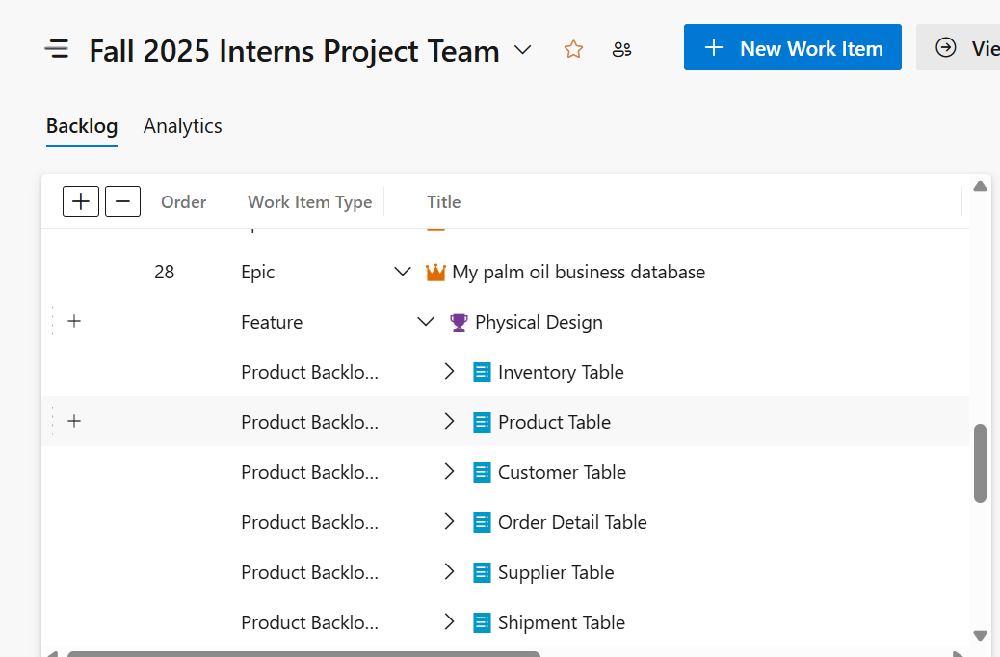 Fall 2025 Interns Project Team
New Work Item
Vie
Backlog Analytics
Order Work Item Type Title
28 Epic My palm oil business database
Feature Physical Design
Product Backlo... Inventory Table
Product Backlo... Product Table
Product Backlo... Customer Table
Product Backlo... Order Detail Table
Product Backlo... Supplier Table
Product Backlo... Shipment Table